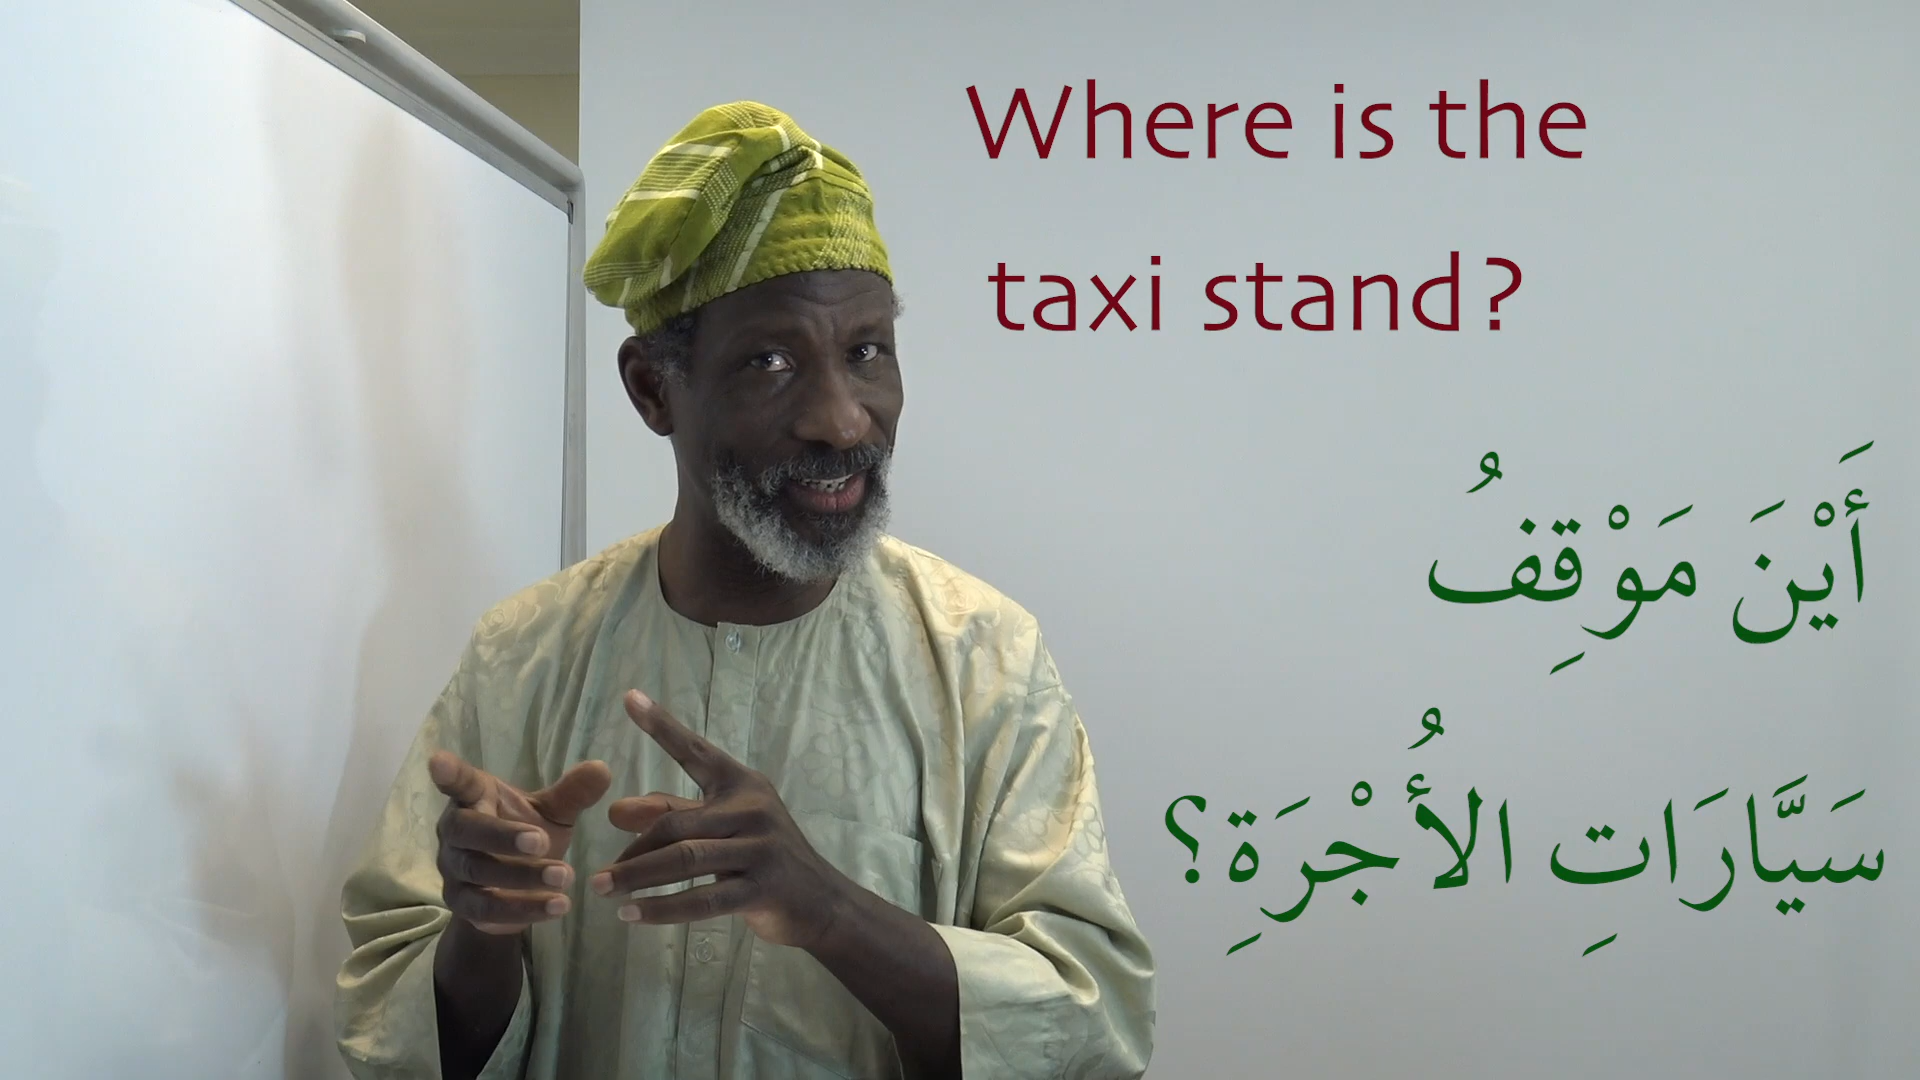 Where is the
taxi stand?
أَيْنَ مَوْقِفُ
سَيَّارَاتِ الأُجْرَةِ؟